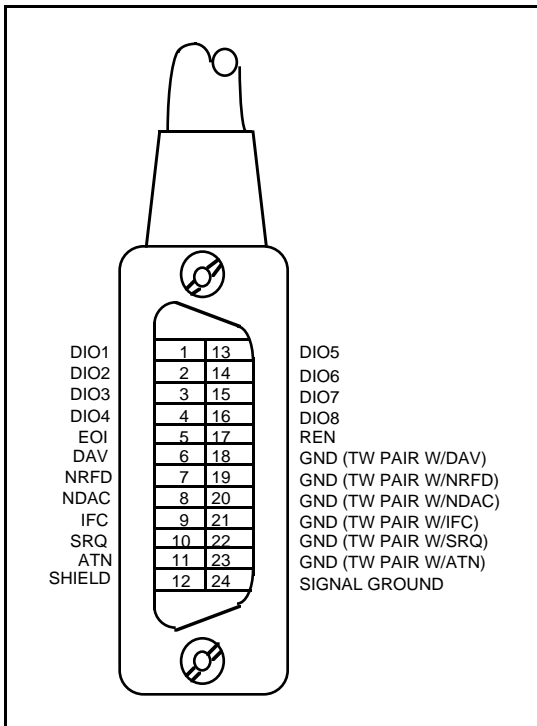 DIO1 1 13 DIO5
DIO2 2 14 DIO6
DIO3 3 15 DIO7
DIO4 4 16 DIO8
EOI 5 17 REN
DAV 6 18 GND (TW PAIR W/DAV)
NRFD 7 19 GND (TW PAIR W/NRFD)
NDAC 8 20 GND (TW PAIR W/NDAC)
IFC 9 21 GND (TW PAIR W/IFC)
SRQ 10 22 GND (TW PAIR W/SRQ)
ATN 11 23 GND (TW PAIR W/ATN)
SHIELD 12 24 SIGNAL GROUND